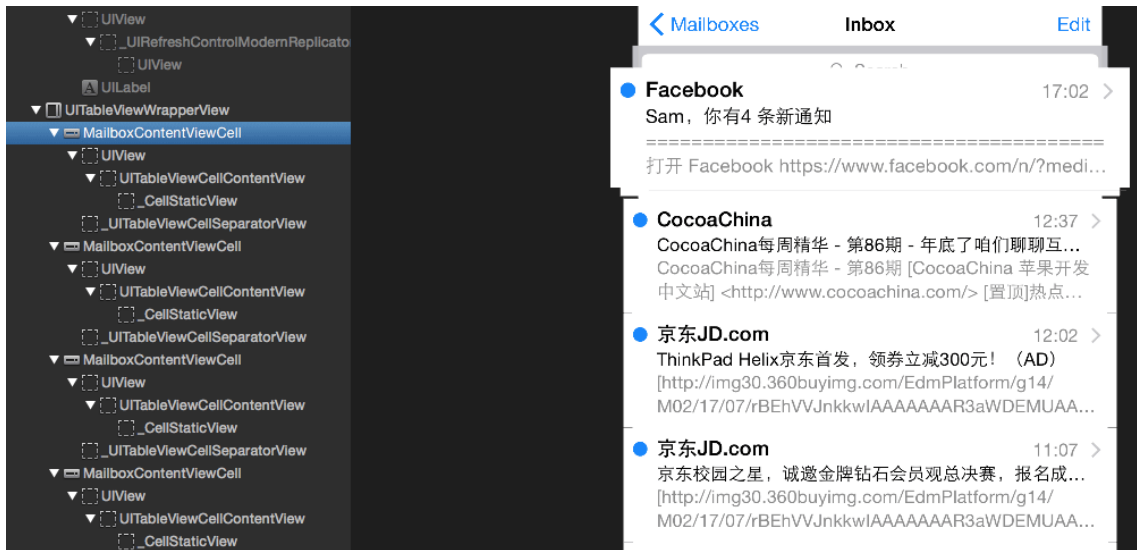 UIView
_UIRefreshControlModernReplicato
UIView
UILabel
UITableViewWrapperView
MailboxContentViewCell
UIView
UITableViewCellContentView
_CellStaticView
_UITableViewCellSeparatorView
MailboxContentViewCell
UIView
UITableViewCellContentView
_CellStaticView
_UITableViewCellSeparatorView
MailboxContentViewCell
UIView
UITableViewCellContentView
_CellStaticView
_UITableViewCellSeparatorView
MailboxContentViewCell
UIView
UITableViewCellContentView
_CellStaticView
Mailboxes Inbox Edit
Facebook 17:02
Sam，你有4 条新通知
========================================
打开 Facebook https://www.facebook.com/n/?medi...
CocoaChina 12:37
CocoaChina每周精华 - 第86期 - 年底了咱们聊聊互...
CocoaChina每周精华 - 第86期 [CocoaChina 苹果开发
中文站] <http://www.cocoachina.com/> [置顶]热点...
京东JD.com 12:02
ThinkPad Helix京东首发，领券立减300元！（AD）
[http://img30.360buyimg.com/EdmPlatform/g14/
M02/17/07/rBEhVVJnkkwIAAAAAAAR3aWDEMUAA...
京东JD.com 11:07
京东校园之星，诚邀金牌钻石会员观总决赛，报名成...
[http://img30.360buyimg.com/EdmPlatform/g14/
M02/17/07/rBEhVVJnkkwIAAAAAAAR3aWDEMUAA...